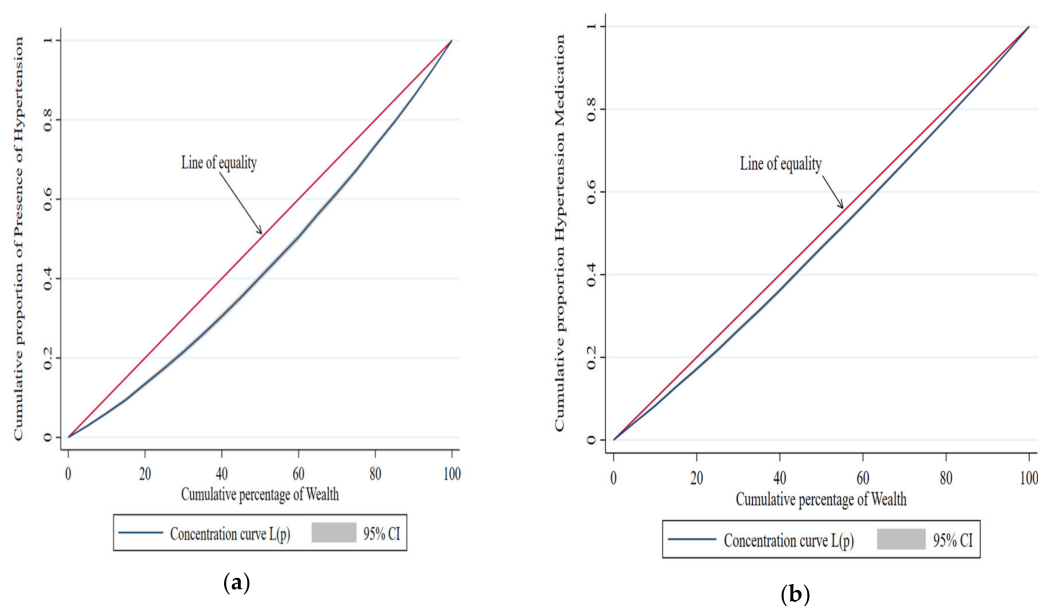 Cumulative proportion of Presence of Hypertension
1
0.8
0.6
0.4
0.2
0
Line of equality
0 20 40 60 80 100
Cumulative percentage of Wealth
Concentration curve L(p) 95% CI
(a)
Cumulative proportion Hypertension Medication
1
0.8
0.6
0.4
0.2
0
Line of equality
0 20 40 60 80 100
Cumulative percentage of Wealth
Concentration curve L(p) 95% CI
(b)